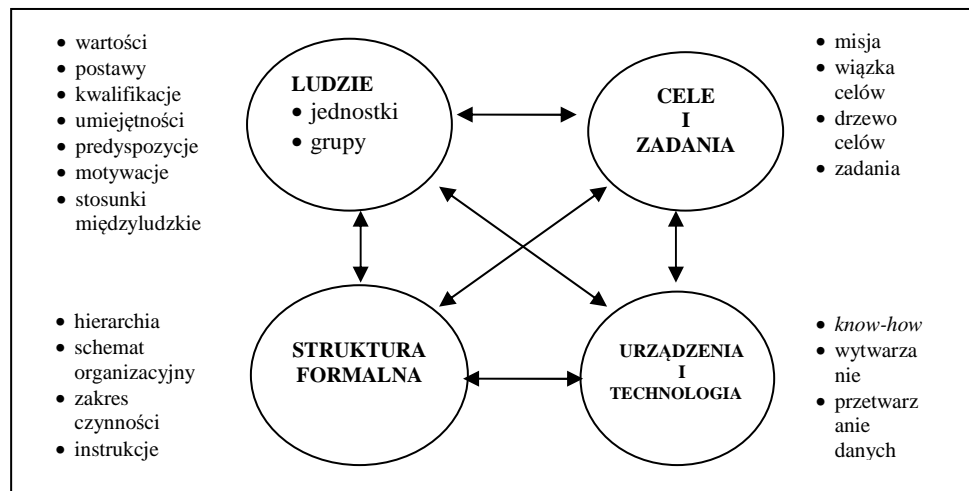 • wartości
• postawy
• kwalifikacje
• umiejętności
• predyspozycje
• motywacje
• stosunki
międzyludzkie
LUDZIE
• jednostki
• grupy
CELE
I
ZADANIA
• misja
• wiązka
celów
• drzewo
celów
• zadania
• hierarchia
• schemat
organizacyjny
• zakres
czynności
• instrukcje
STRUKTURA
FORMALNA
URZĄDZENIA
I
TECHNOLOGIA
• know-how
• wytwarza
nie
• przetwarz
anie
danych